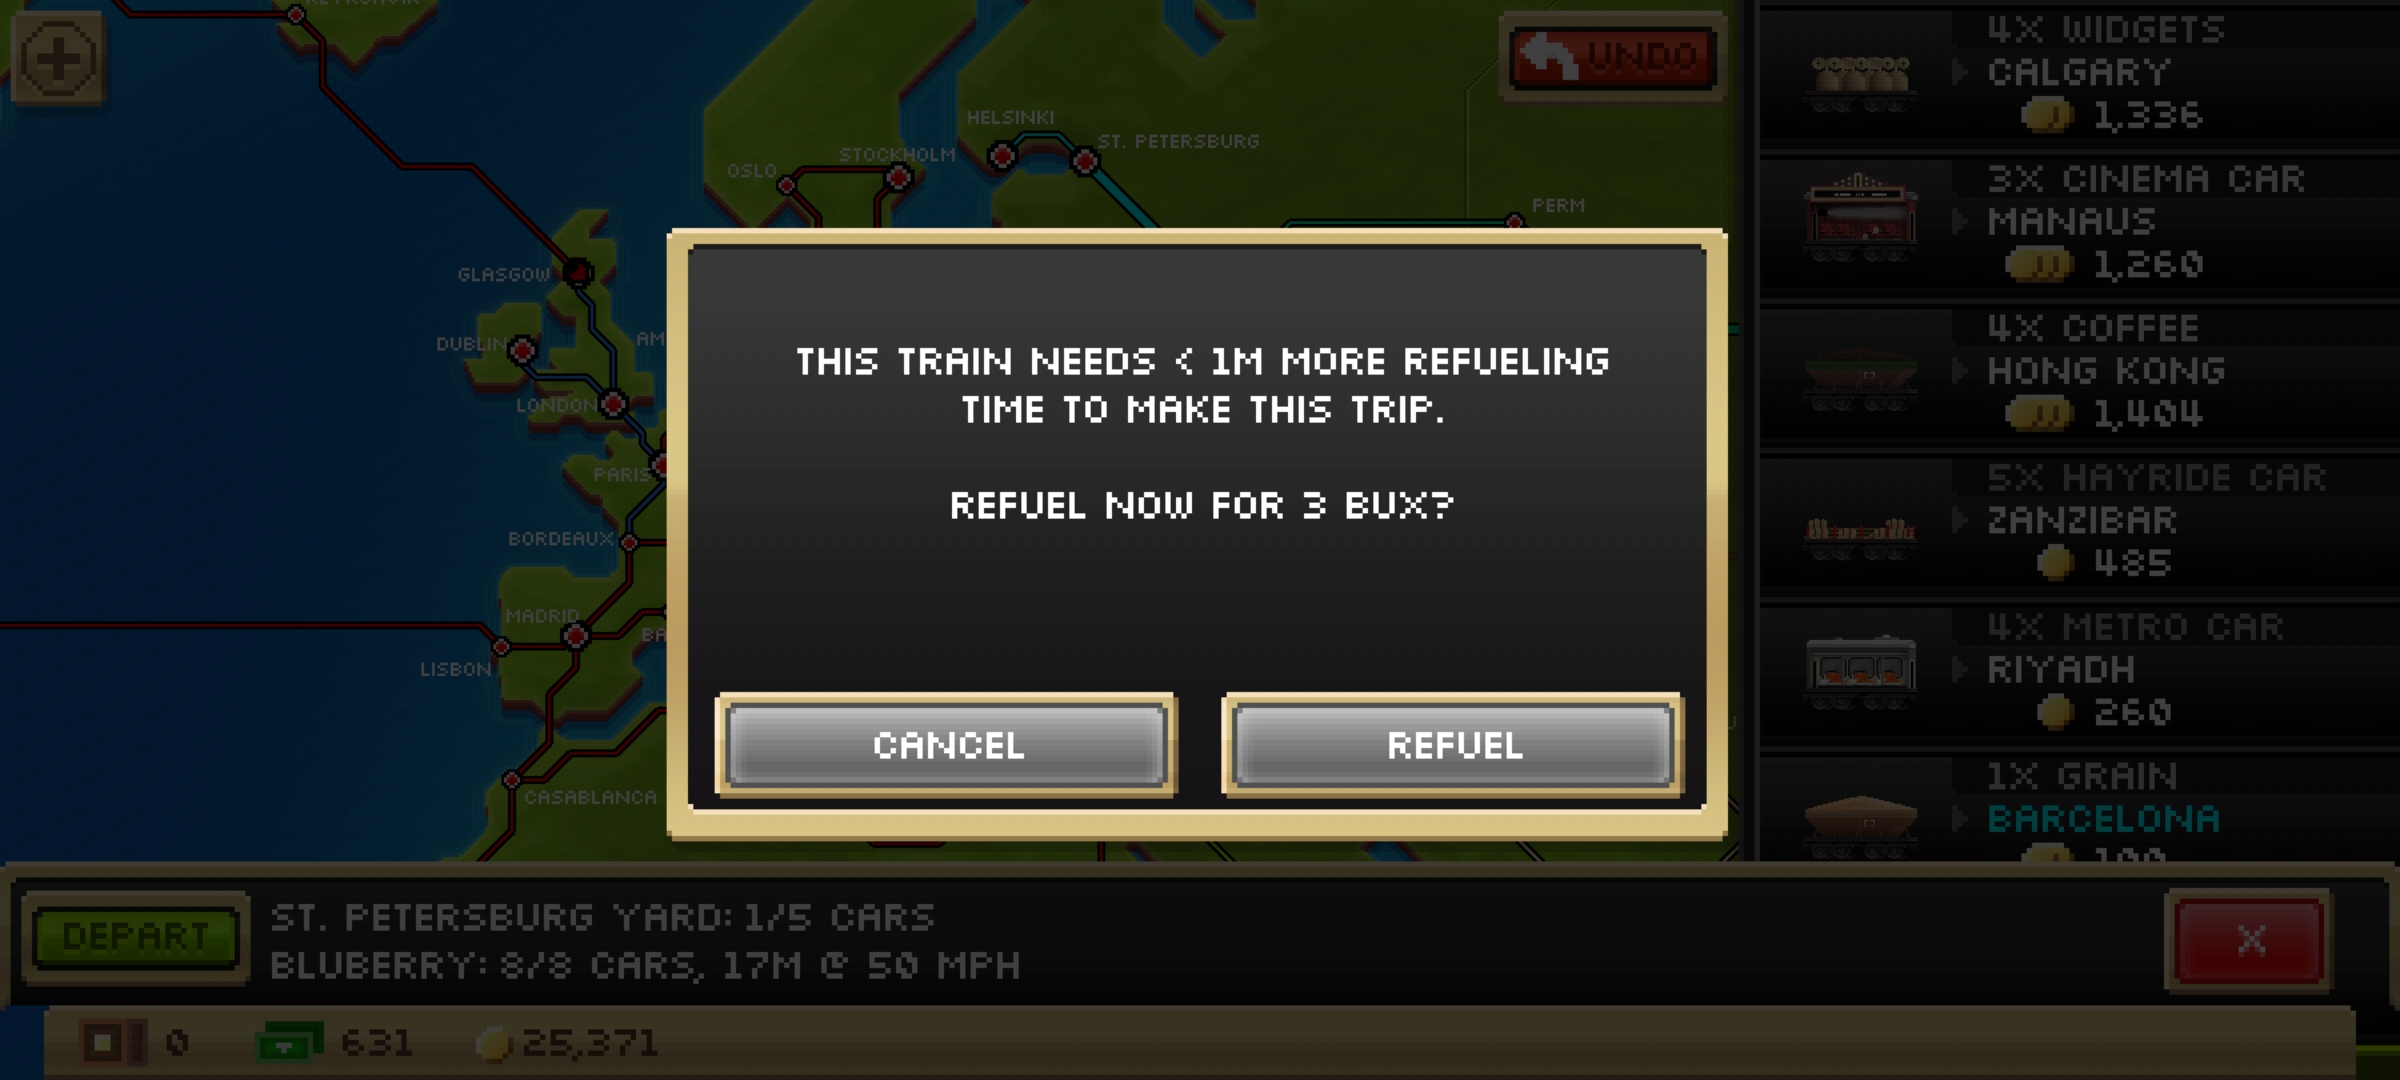 REYKJAVIK
UNDO
4X WIDGETS
CALGARY
1,336
HELSINKI
ST. PETERSBURG
STOCKHOLM
OSLO
3X CINEMA CAR
MANAUS
1,260
PERM
GLASGOW
DUBLIN
AM
4X COFFEE
HONG KONG
1,404
LONDON
PARIS
THIS TRAIN NEEDS < 1M MORE REFUELING
TIME TO MAKE THIS TRIP.
REFUEL NOW FOR 3 BUX?
5X HAYRIDE CAR
ZANZIBAR
485
BORDEAUX
MADRID
BA
LISBON
4X METRO CAR
RIYADH
260
CANCEL
REFUEL
CASABLANCA
1X GRAIN
BARCELONA
100
DEPART
ST. PETERSBURG YARD: 1/5 CARS
BLUBERRY: 8/8 CARS, 17M @ 50 MPH
X
0
631
25,371